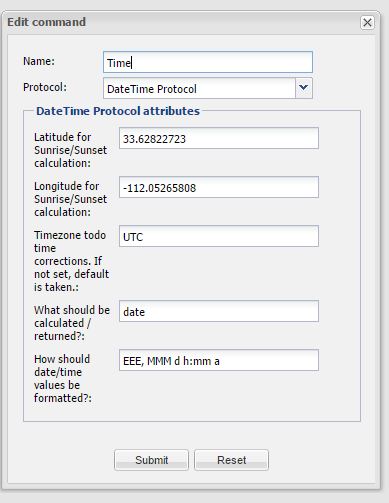 Edit command
Name:
Time
Protocol:
DateTime Protocol
DateTime Protocol attributes
Latitude for
Sunrise/Sunset
calculation:
33.62822723
Longitude for
Sunrise/Sunset
calculation:
-112.05265808
Timezone todo
time
corrections. If
not set, default
is taken.:
UTC
What should be
calculated /
returned?:
date
How should
date/time
values be
formatted?:
EEE, MMM d h:mm a
Submit
Reset